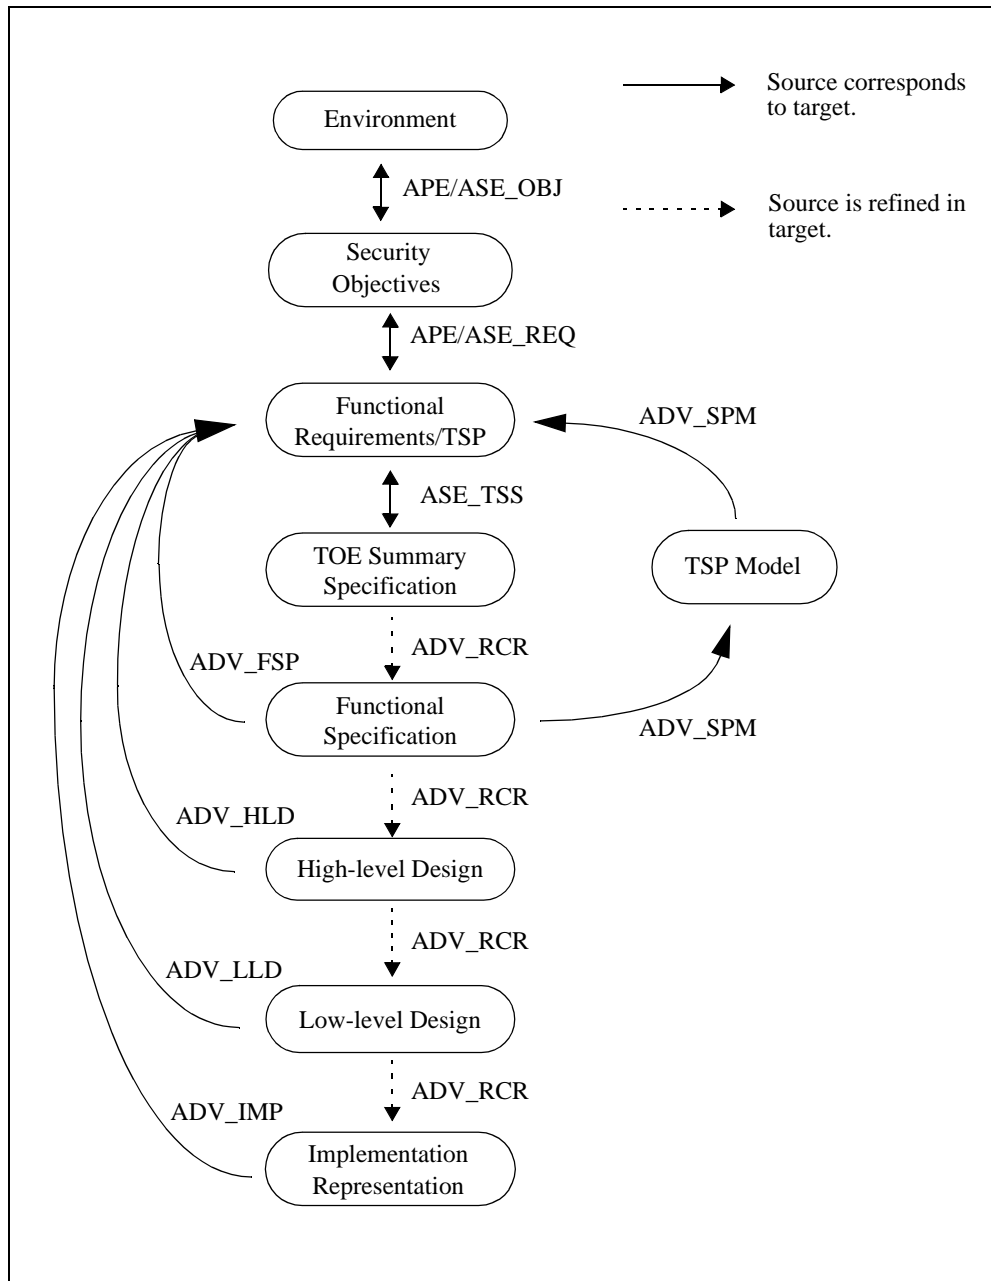 Source corresponds
to target.
Environment
APE/ASE_OBJ
Source is refined in
target.
Security
Objectives
APE/ASE_REQ
Functional
Requirements/TSP
ADV_SPM
ASE_TSS
TOE Summary
Specification
TSP Model
ADV_RCR
ADV_FSP
Functional
Specification
ADV_SPM
ADV_RCR
ADV_HLD
High-level Design
ADV_RCR
ADV_LLD
Low-level Design
ADV_RCR
ADV_IMP
Implementation
Representation